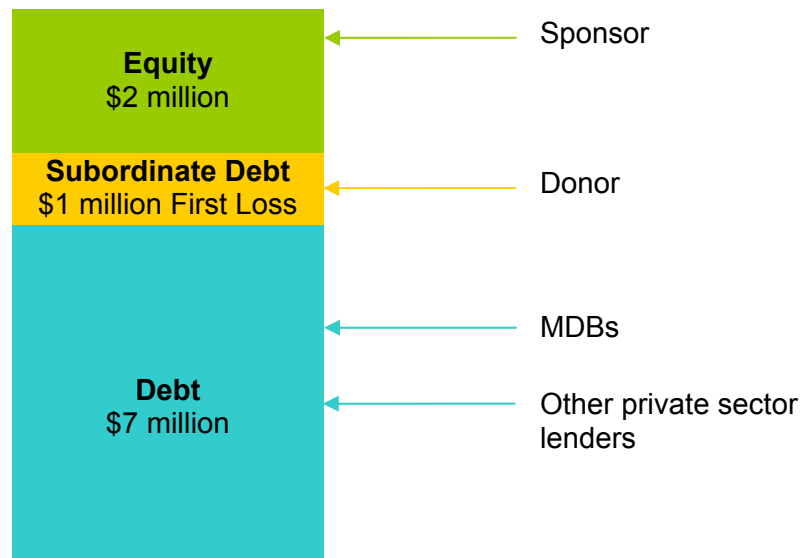 Equity
$2 million
Sponsor
Subordinate Debt
$1 million First Loss
Donor
MDBs
Debt
$7 million
Other private sector
lenders